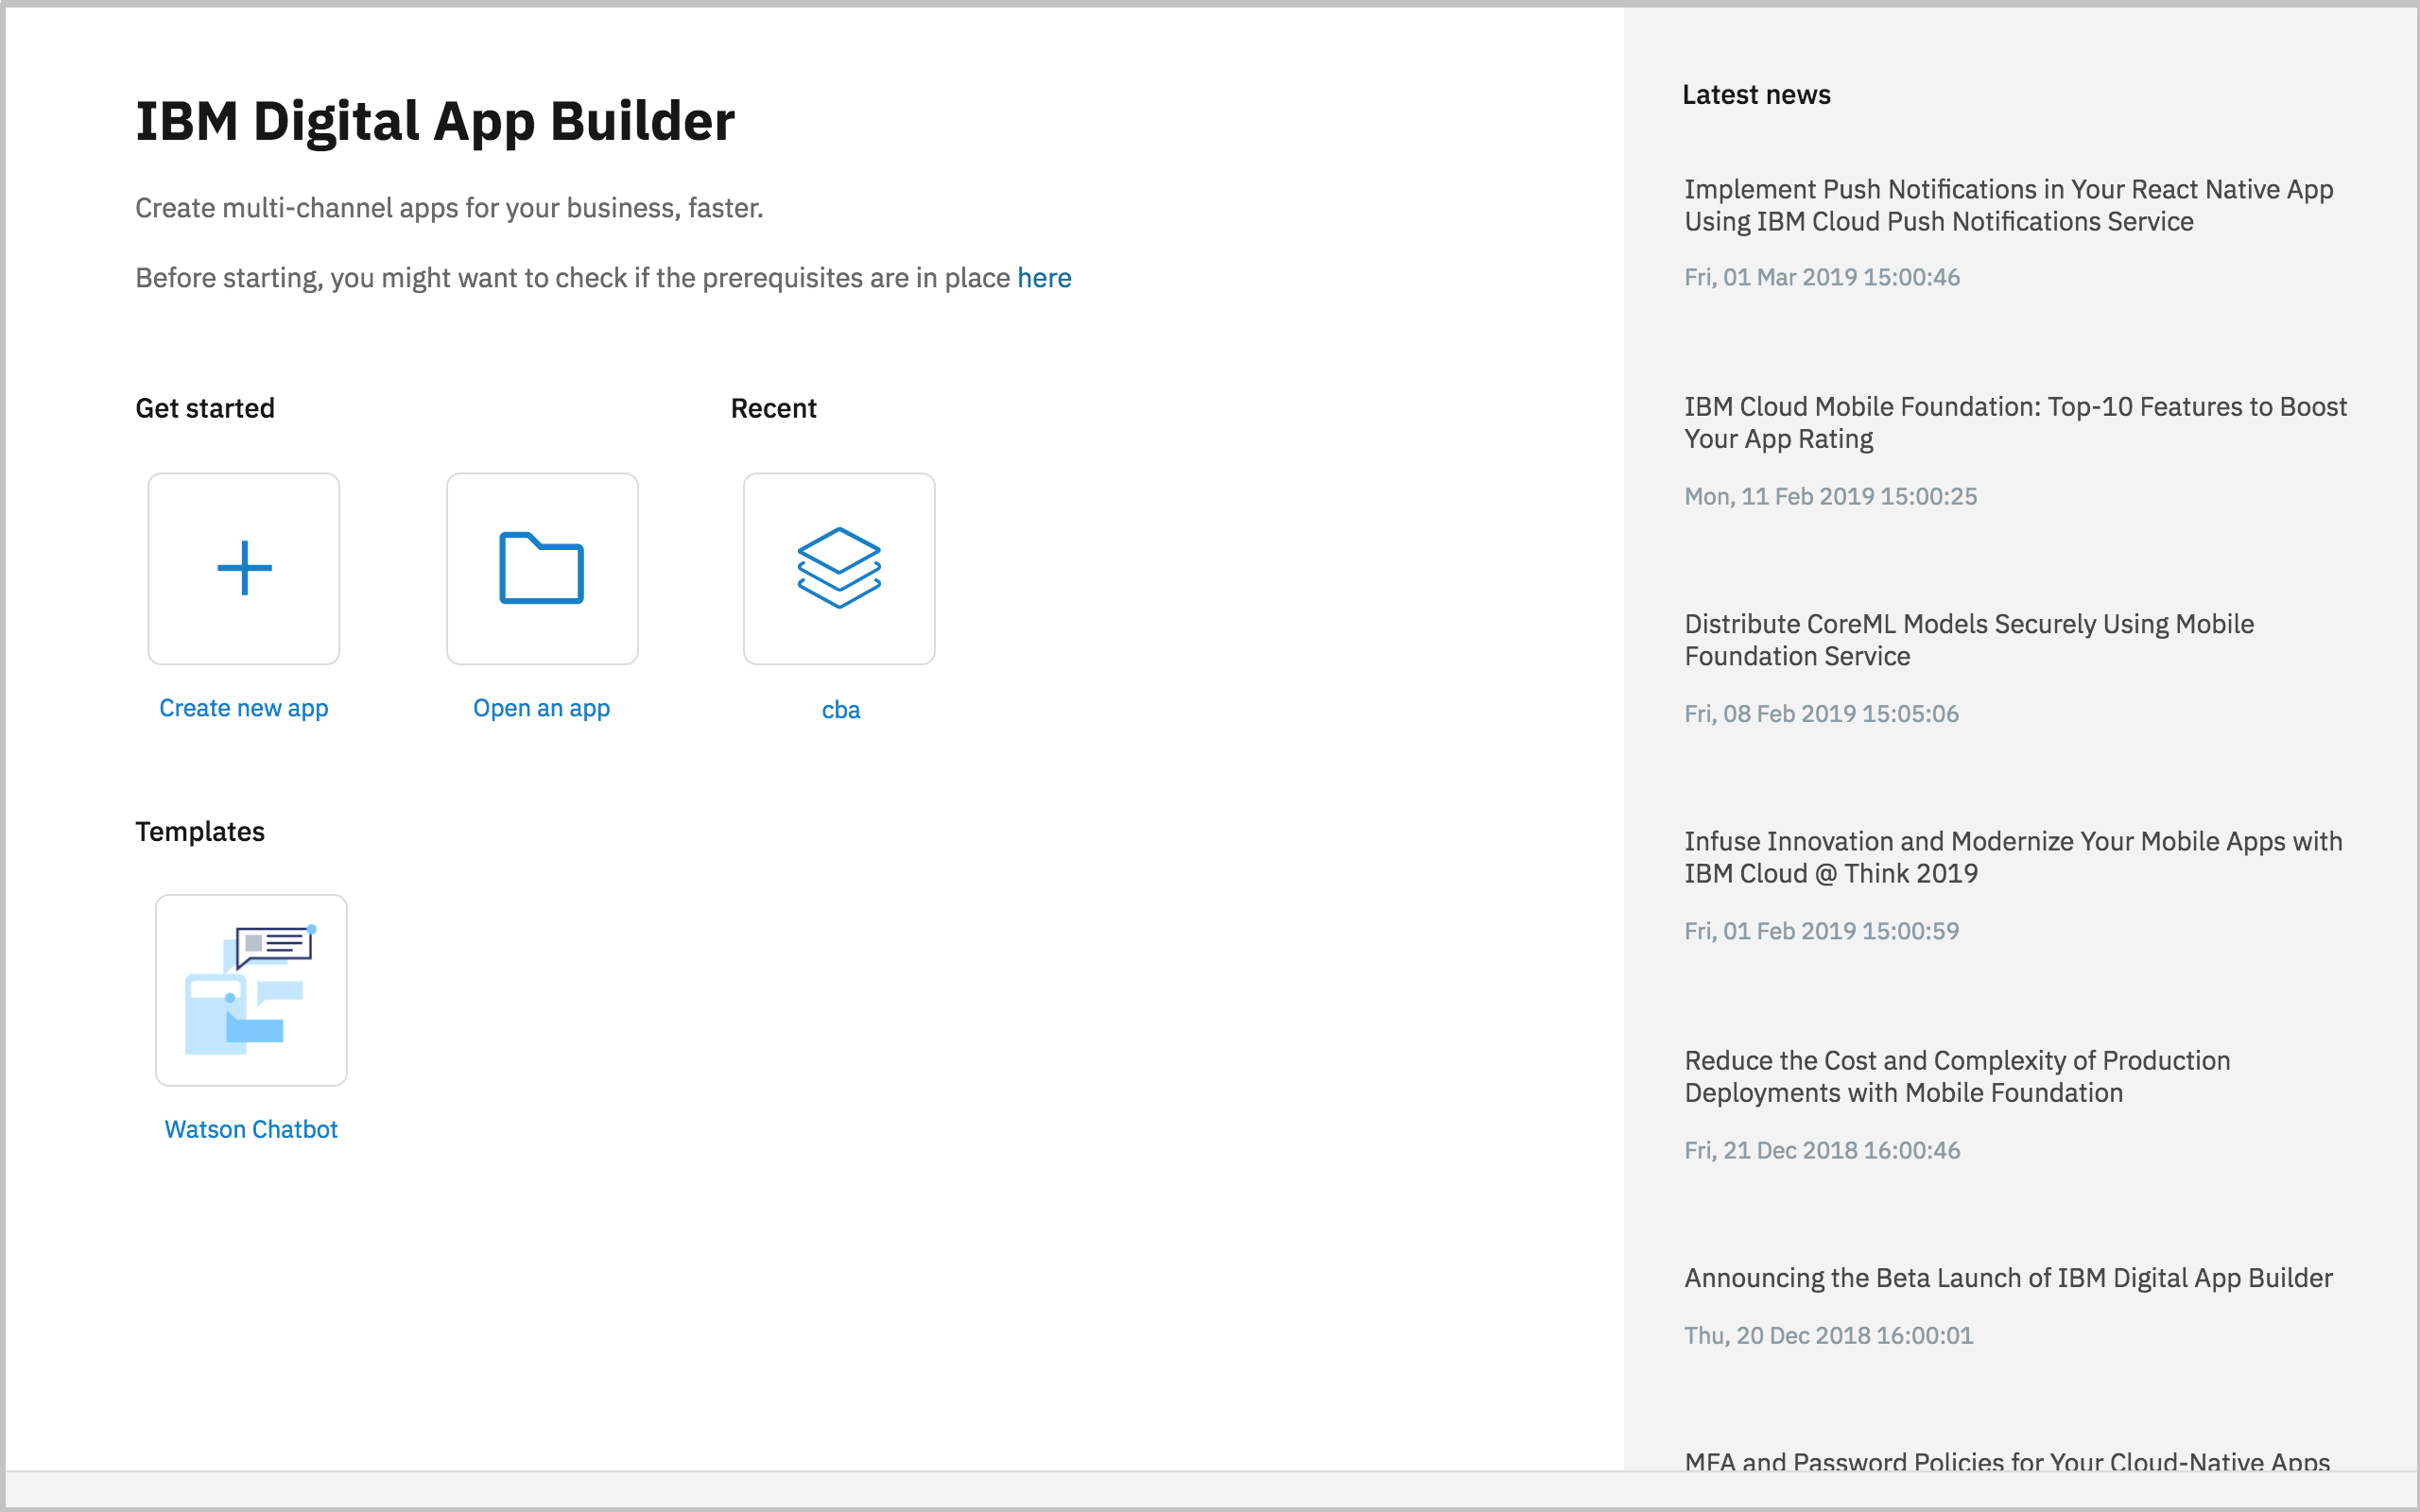 IBM Digital App Builder
Create multi-channel apps for your business, faster.
Before starting, you might want to check if the prerequisites are in place here
Get started
Recent
Create new app
Open an app
cba
Templates
Watson Chatbot
Latest news
Implement Push Notifications in Your React Native App
Using IBM Cloud Push Notifications Service
Fri, 01 Mar 2019 15:00:46
IBM Cloud Mobile Foundation: Top-10 Features to Boost
Your App Rating
Mon, 11 Feb 2019 15:00:25
Distribute CoreML Models Securely Using Mobile
Foundation Service
Fri, 08 Feb 2019 15:05:06
Infuse Innovation and Modernize Your Mobile Apps with
IBM Cloud @ Think 2019
Fri, 01 Feb 2019 15:00:59
Reduce the Cost and Complexity of Production
Deployments with Mobile Foundation
Fri, 21 Dec 2018 16:00:46
Announcing the Beta Launch of IBM Digital App Builder
Thu, 20 Dec 2018 16:00:01
MFA and Password Policies for Your Cloud-Native Apps